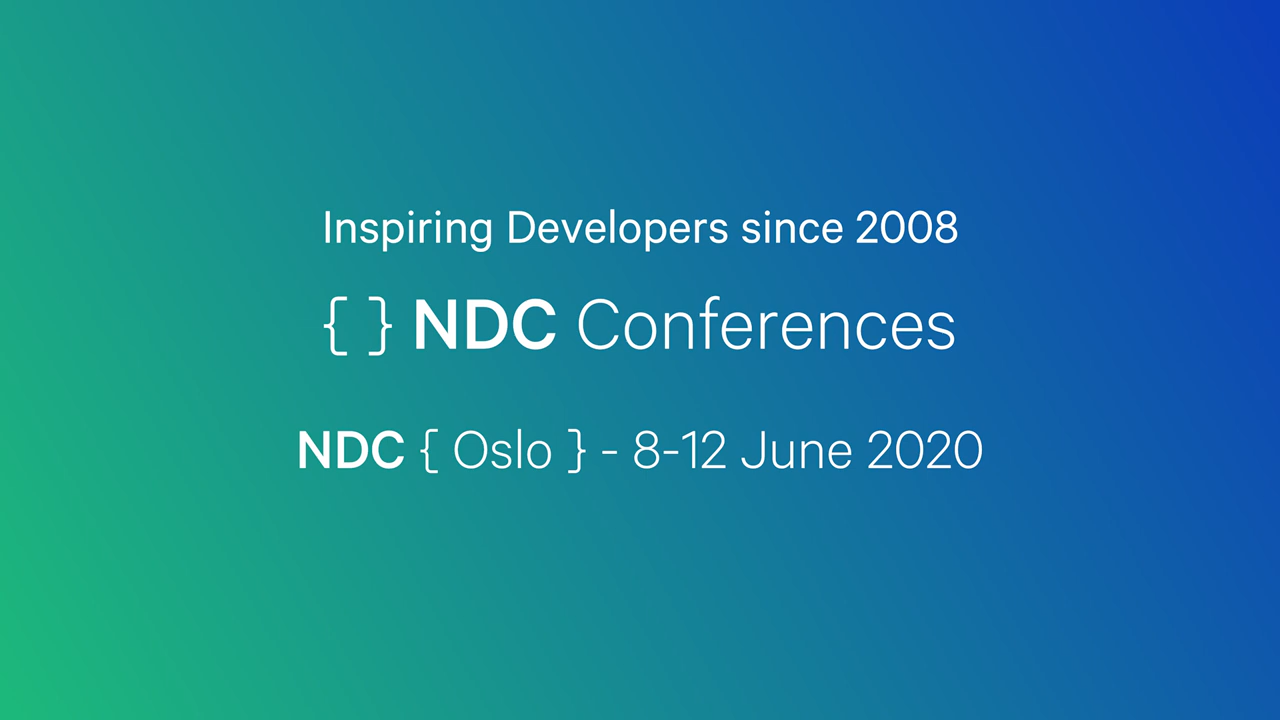 Inspiring Developers since 2008
{ } NDC Conferences
NDC { Oslo } - 8-12 June 2020